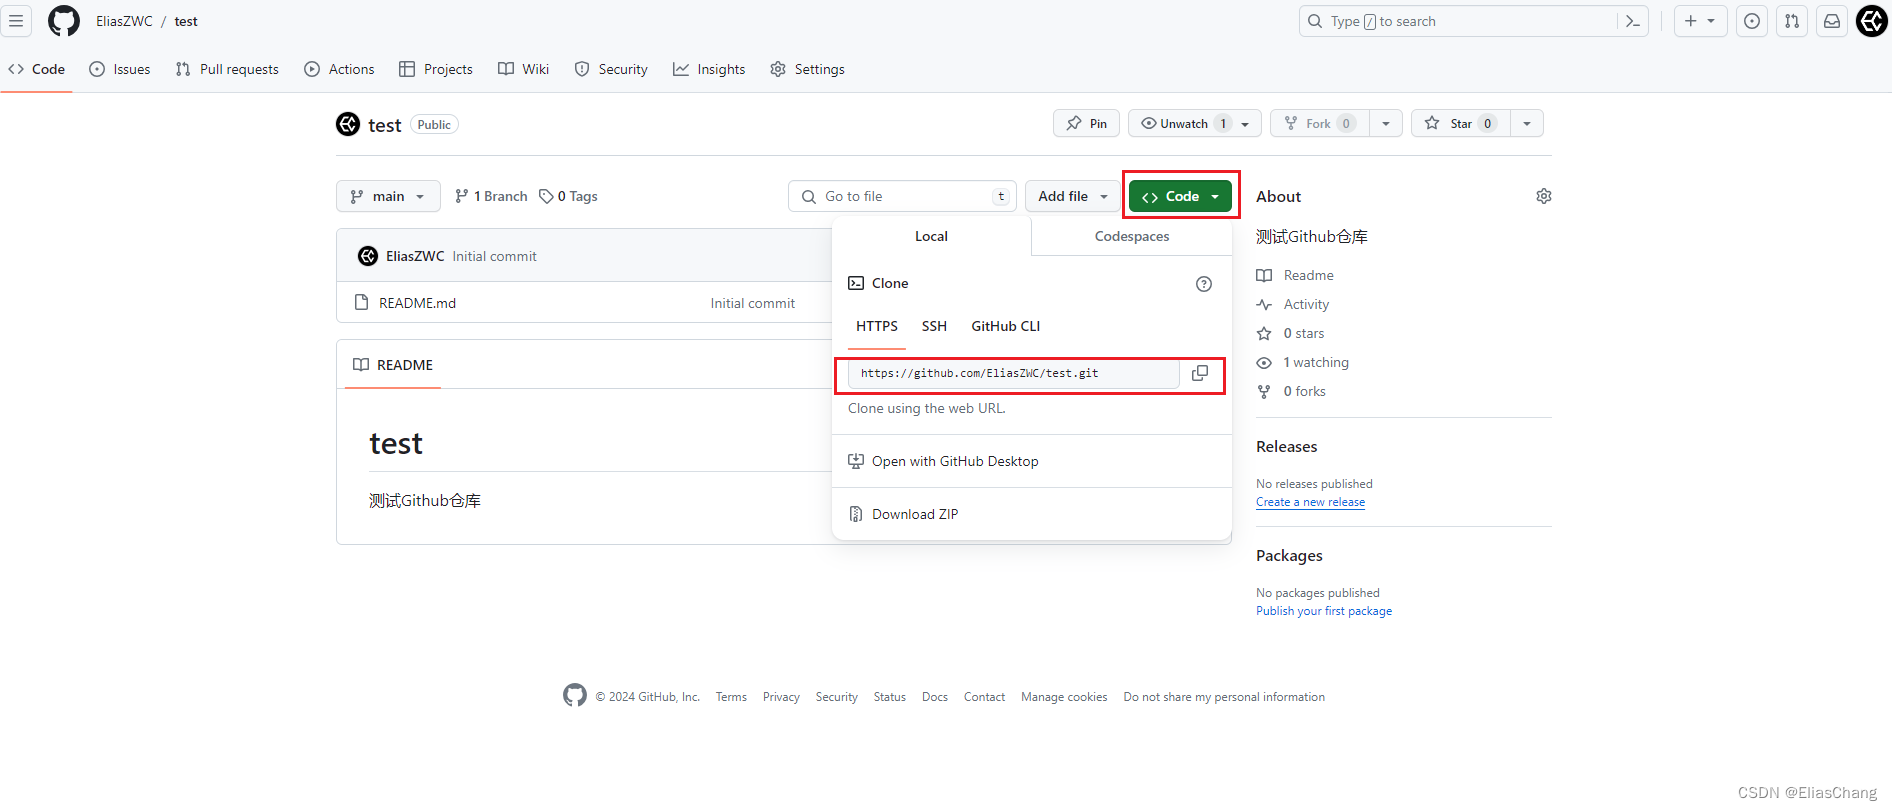 EliasZWC / test
Type / to search
Code Issues Pull requests Actions Projects Wiki Security Insights Settings
test Public
Pin Unwatch 1 Fork 0 Star 0
main 1 Branch 0 Tags
Go to file t Add file Code
EliasZWC Initial commit
README.md Initial commit
README
test
测试Github仓库
Local Codespaces
Clone
HTTPS SSH GitHub CLI
https://github.com/EliasZWC/test.git
Clone using the web URL.
Open with GitHub Desktop
Download ZIP
About
测试Github仓库
Readme
Activity
0 stars
1 watching
0 forks
Releases
No releases published
Create a new release
Packages
No packages published
Publish your first package
© 2024 GitHub, Inc. Terms Privacy Security Status Docs Contact Manage cookies Do not share my personal information
CSDN @EliasChang